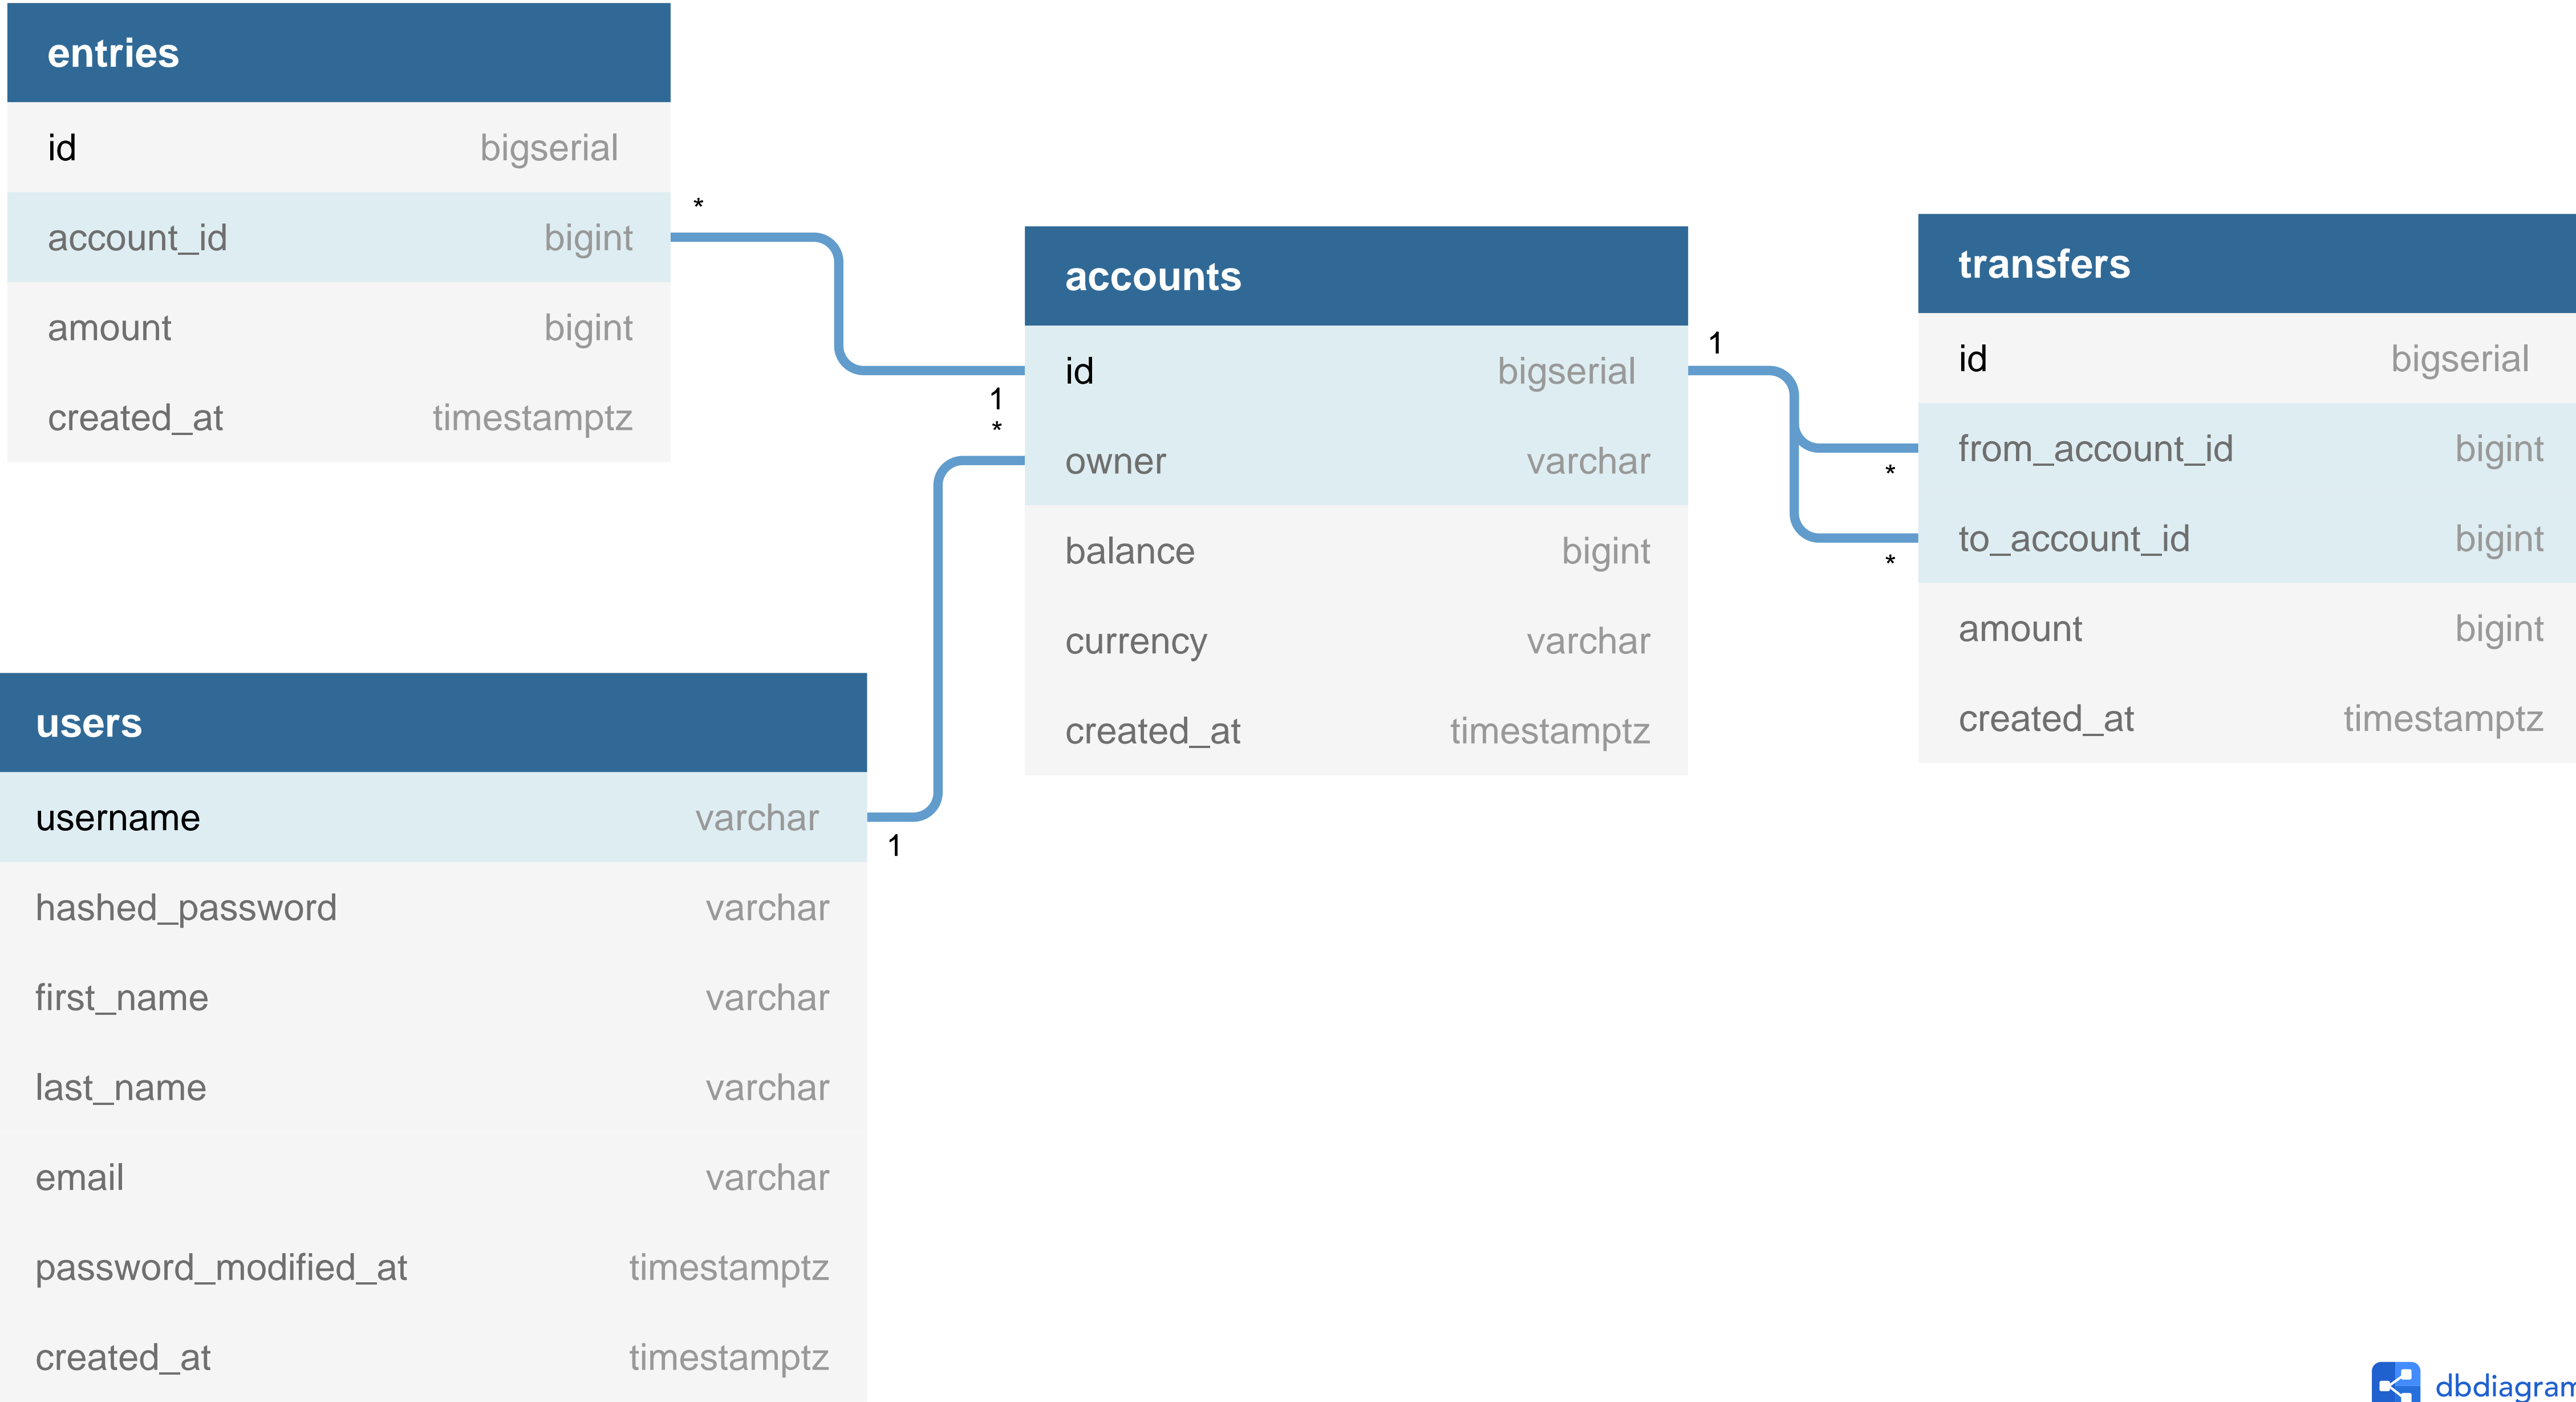 entries
id bigserial
account_id bigint
amount bigint
created_at timestamptz
*
1
accounts
id bigserial
owner varchar
balance bigint
currency varchar
created_at timestamptz
*
1
1
*
*
transfers
id bigserial
from_account_id bigint
to_account_id bigint
amount bigint
created_at timestamptz
users
username varchar
hashed_password varchar
first_name varchar
last_name varchar
email varchar
password_modified_at timestamptz
created_at timestamptz
dbdiagram